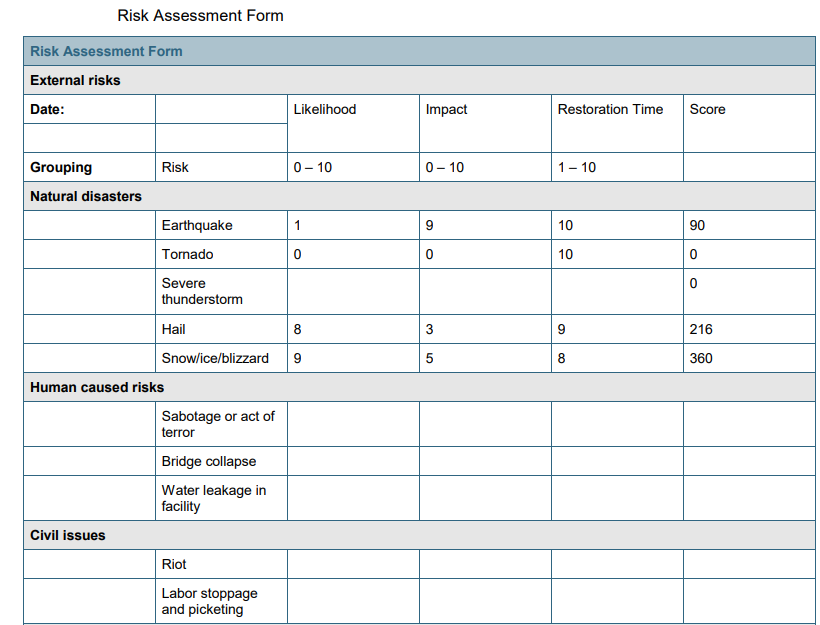 Risk Assessment Form
Risk Assessment Form
External risks
Date: Likelihood Impact Restoration Time Score
Grouping Risk 0 – 10 0 – 10 1 – 10
Natural disasters
Earthquake 1 9 10 90
Tornado 0 0 10 0
Severe 0
thunderstorm
Hail 8 3 9 216
Snow/ice/blizzard 9 5 8 360
Human caused risks
Sabotage or act of
terror
Bridge collapse
Water leakage in
facility
Civil issues
Riot
Labor stoppage
and picketing